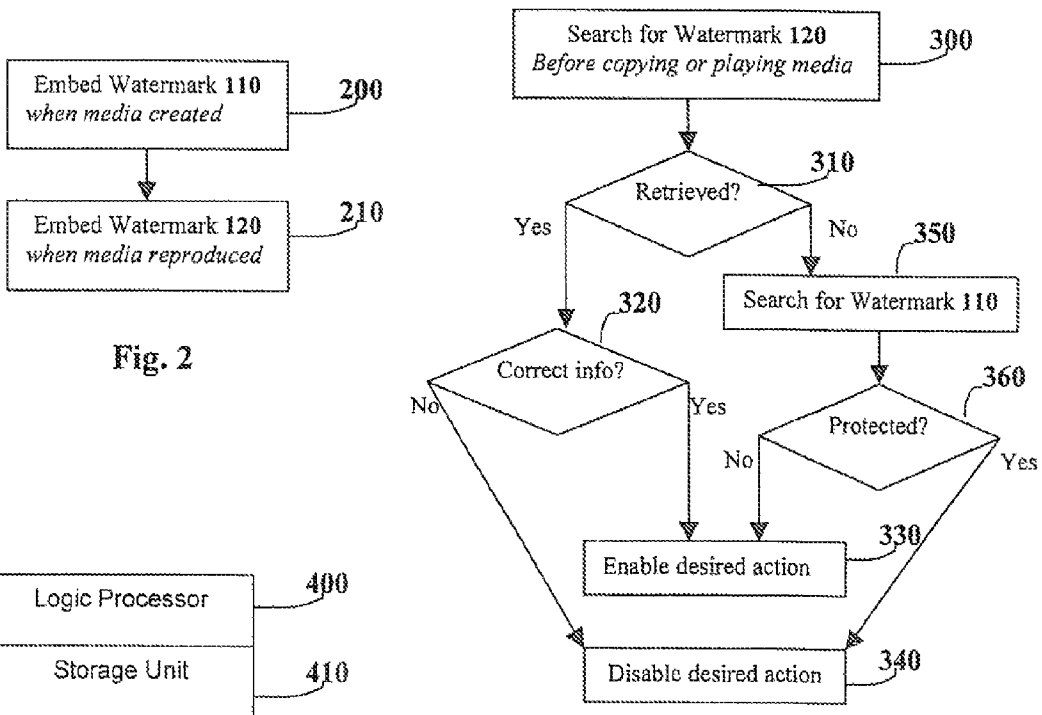 Embed Watermark 110
when media created
200
Embed Watermark 120
when media reproduced
210
Fig. 2
Search for Watermark 120
Before copying or playing media
300
Retrieved?
310
Yes
No
350
Search for Watermark 110
320
Correct info?
No
Yes
360
Protected?
No
Yes
330
Enable desired action
Disable desired action
340
Logic Processor
400
Storage Unit
410